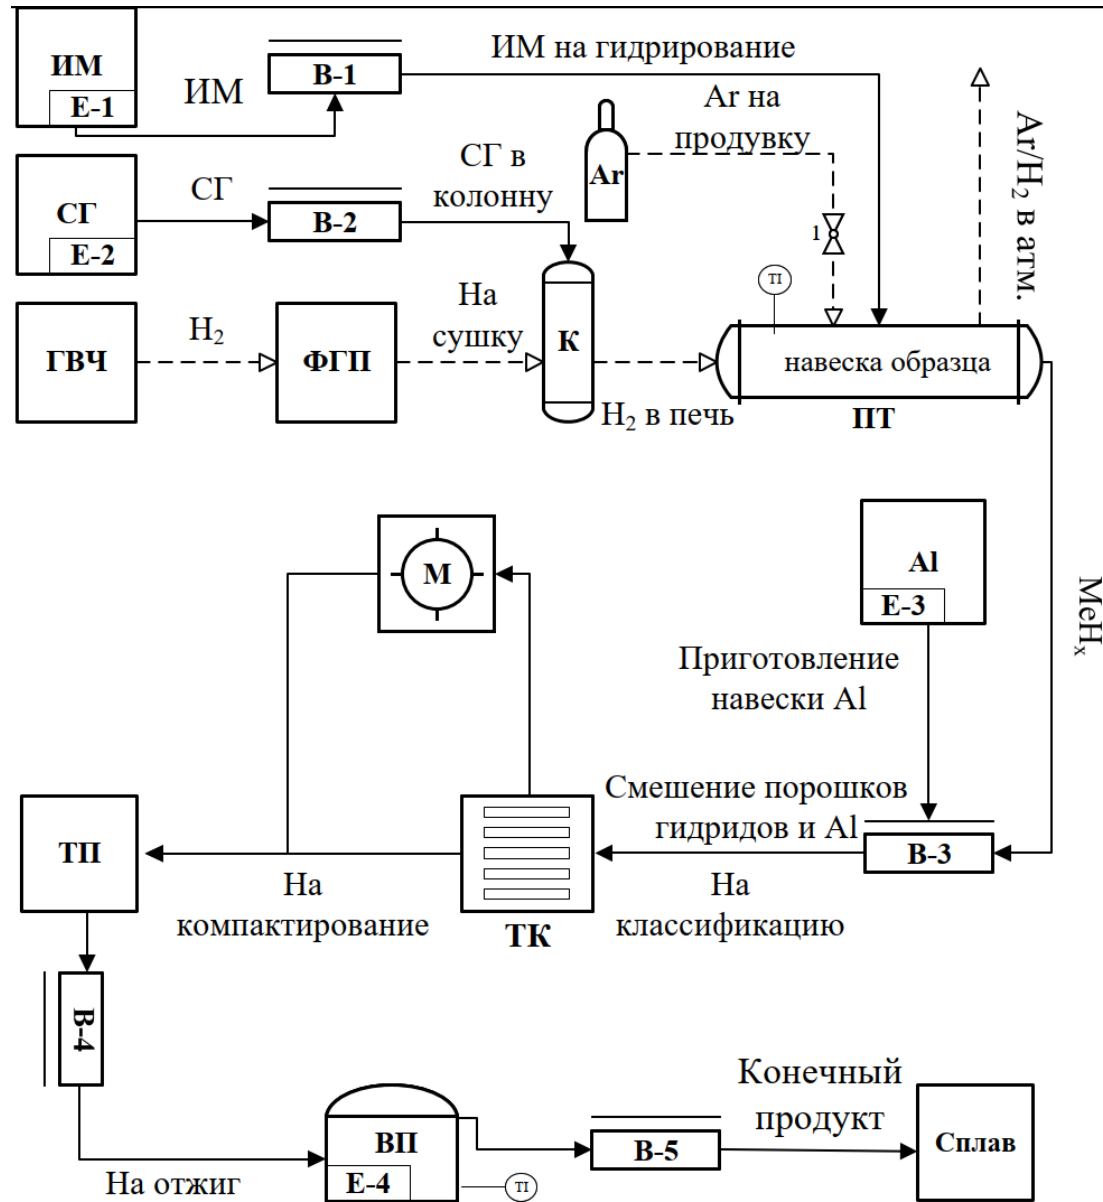 ИМ
E-1
ИМ
B-1
ИМ на гидрирование
Ar на
продувку
Ar
Ar/H₂ в атм.
СГ
E-2
СГ
B-2
СГ в
колонну
1
TI
ГВЧ
H₂
ФГП
На
сушку
К
H₂ в печь
навеска образца
ПТ
MeHₓ
М
Al
E-3
Приготовление
навески Al
Смешение порошков
гидридов и Al
B-3
На
классификацию
ТК
На
компактирование
ТП
B-4
На отжиг
ВП
E-4
TI
B-5
Конечный
продукт
Сплав